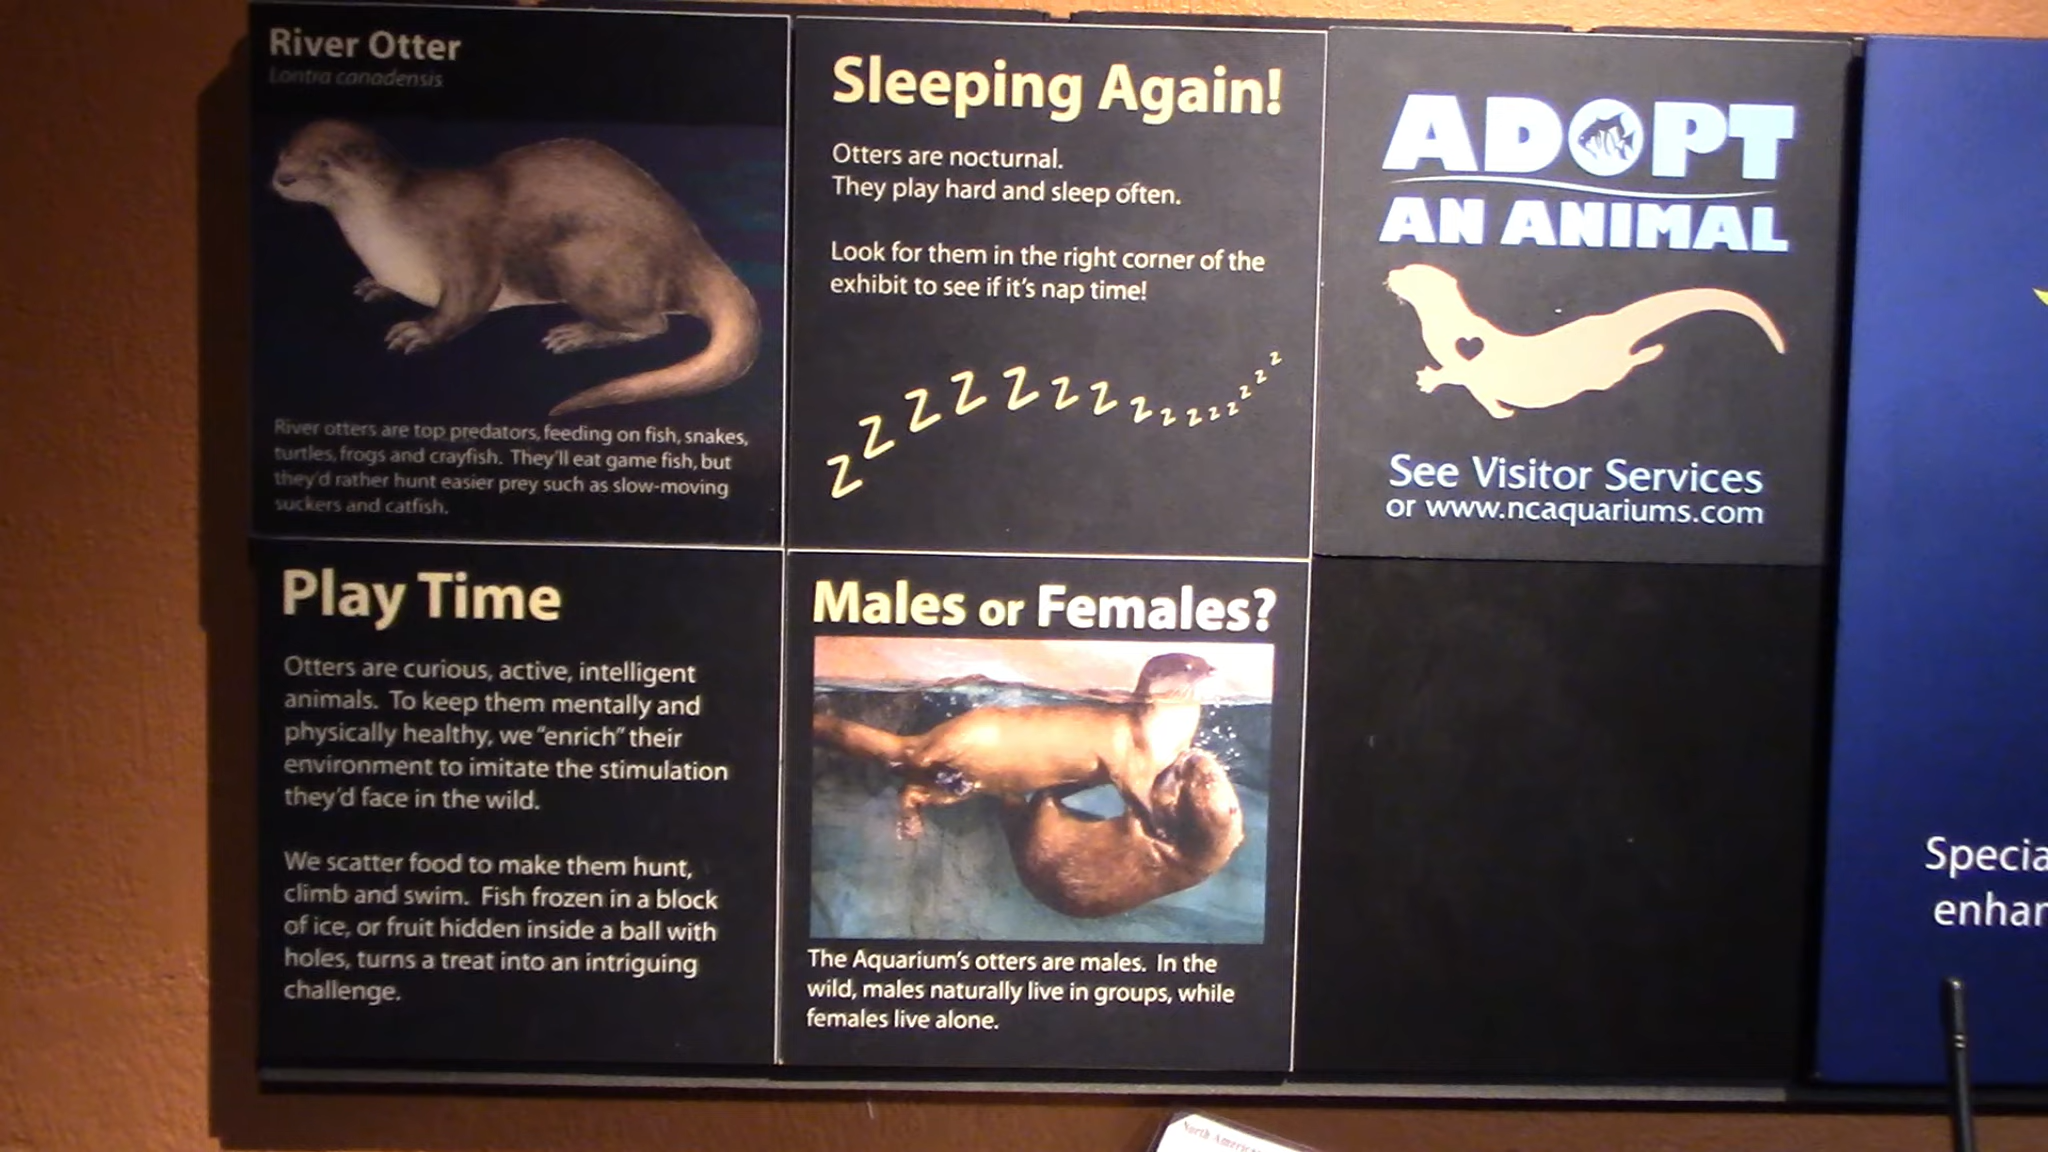 River Otter
Lontra canadensis
River otters are top predators, feeding on fish, snakes,
turtles, frogs and crayfish. They'll eat game fish, but
they'd rather hunt easier prey such as slow-moving
suckers and catfish.
Sleeping Again!
Otters are nocturnal.
They play hard and sleep often.
Look for them in the right corner of the
exhibit to see if it's nap time!
z z z z z z z z z z z z z z z
ADOPT
AN ANIMAL
See Visitor Services
or www.ncaquariums.com
Play Time
Otters are curious, active, intelligent
animals. To keep them mentally and
physically healthy, we "enrich" their
environment to imitate the stimulation
they'd face in the wild.
We scatter food to make them hunt,
climb and swim. Fish frozen in a block
of ice, or fruit hidden inside a ball with
holes, turns a treat into an intriguing
challenge.
Males or Females?
The Aquarium's otters are males. In the
wild, males naturally live in groups, while
females live alone.
Specia
enhan
North America